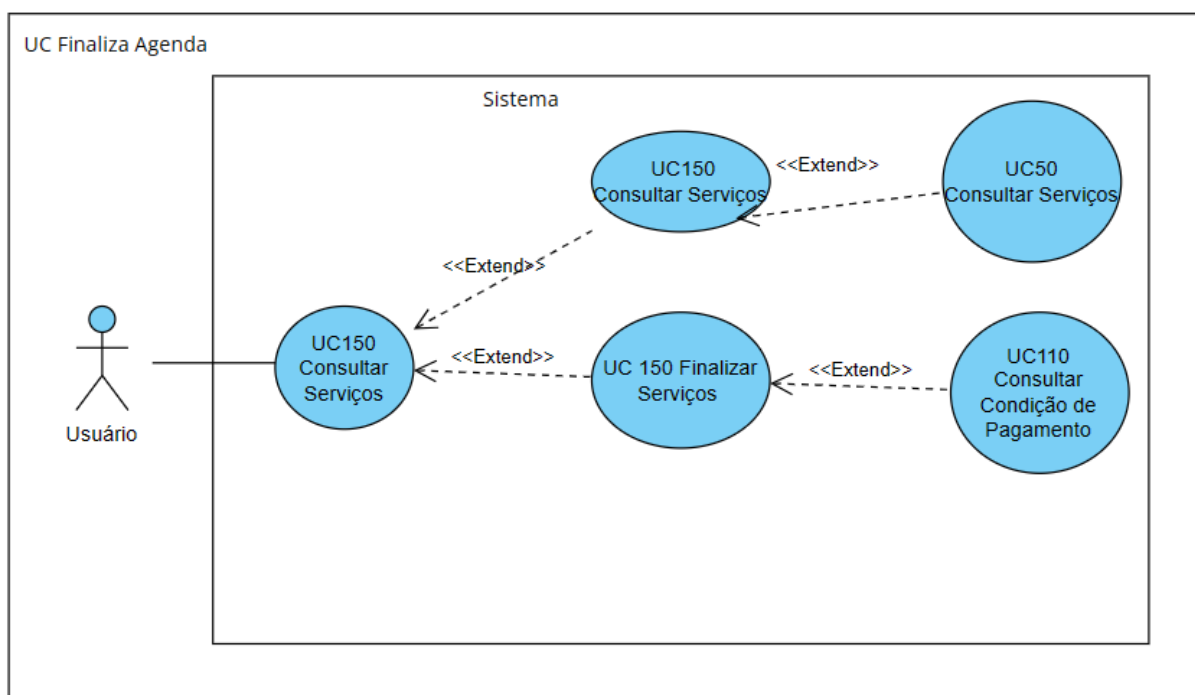 UC Finaliza Agenda
Sistema
UC150
Consultar Serviços
<<Extend>>
UC50
Consultar Serviços
<<Extend>>
UC150
Consultar
Serviços
<<Extend>>
UC 150 Finalizar
Serviços
<<Extend>>
UC110
Consultar
Condição de
Pagamento
Usuário